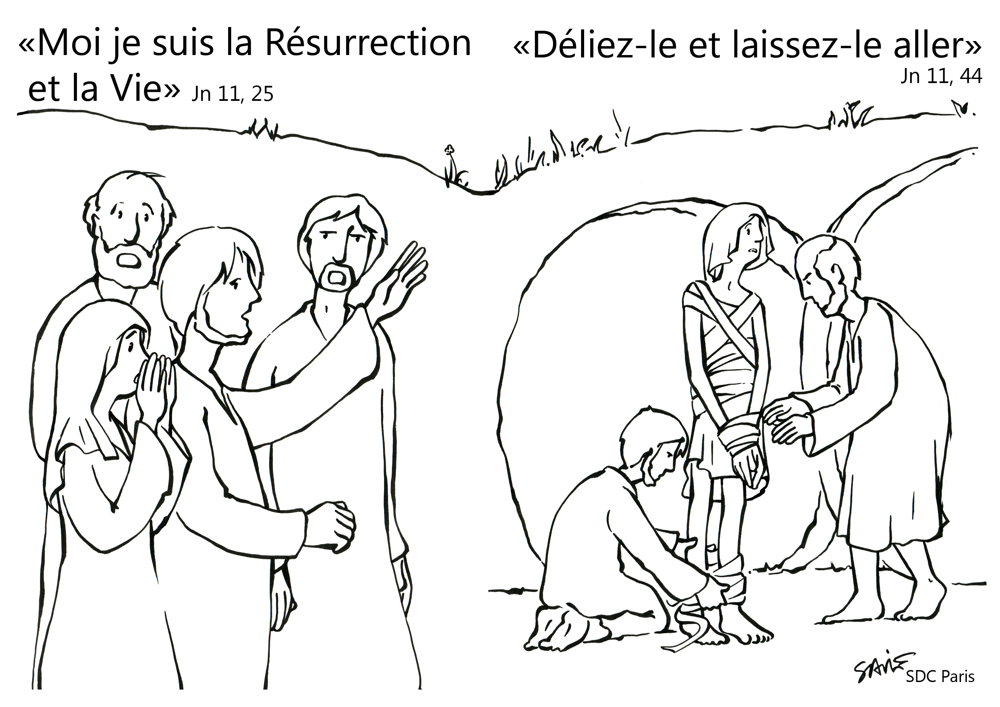 «Moi je suis la Résurrection
et la Vie» Jn 11, 25
«Déliez-le et laissez-le aller»
Jn 11, 44
SDC Paris